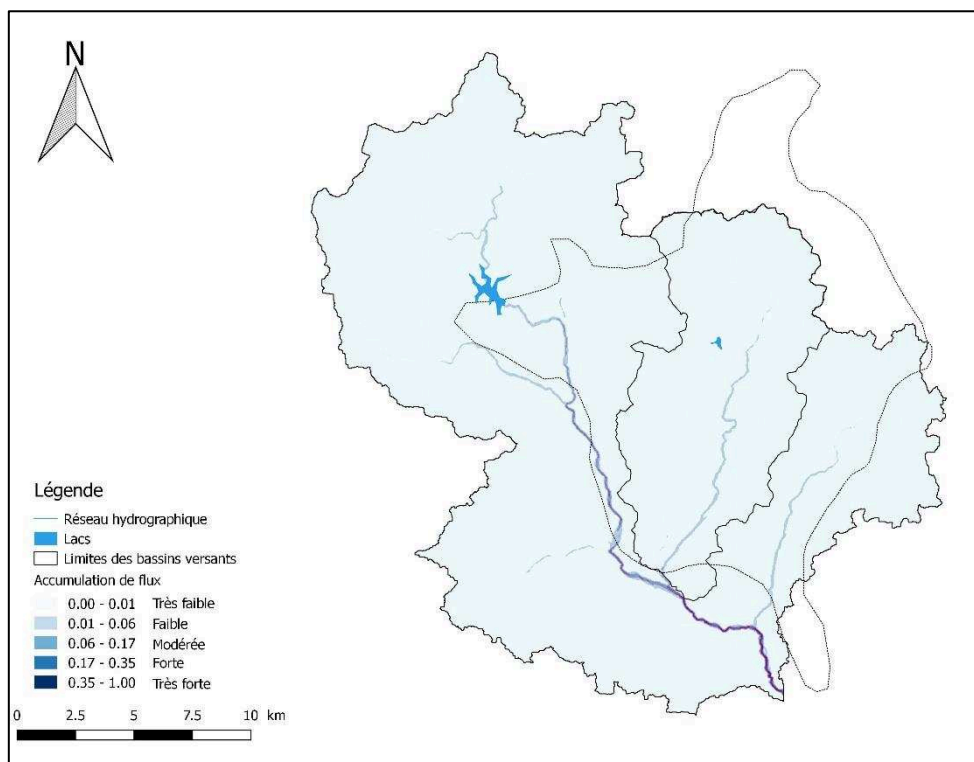 N
Légende
Réseau hydrographique
Lacs
Limites des bassins versants
Accumulation de flux
0.00 - 0.01 Très faible
0.01 - 0.06 Faible
0.06 - 0.17 Modérée
0.17 - 0.35 Forte
0.35 - 1.00 Très forte
0 2.5 5 7.5 10 km